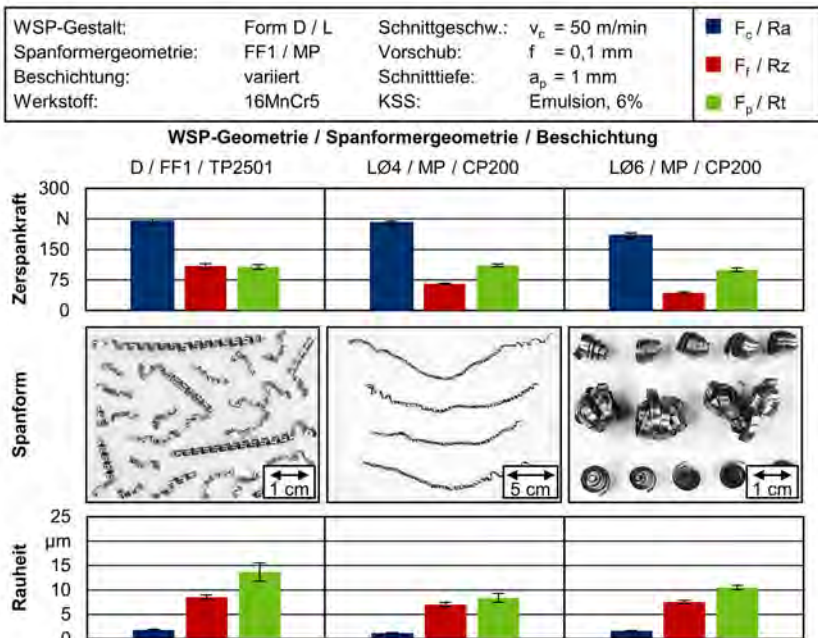 WSP-Gestalt: Form D / L Schnittgeschw.: v_c = 50 m/min
Spanformergeometrie: FF1 / MP Vorschub: f = 0,1 mm
Beschichtung: variiert Schnitttiefe: a_p = 1 mm
Werkstoff: 16MnCr5 KSS: Emulsion, 6%
F_c / Ra
F_f / Rz
F_p / Rt
WSP-Geometrie / Spanformergeometrie / Beschichtung
D / FF1 / TP2501 LØ4 / MP / CP200 LØ6 / MP / CP200
Zerspankraft
300
N
150
75
0
Spanform
1 cm
5 cm
1 cm
Rauheit
25
µm
15
10
5
0